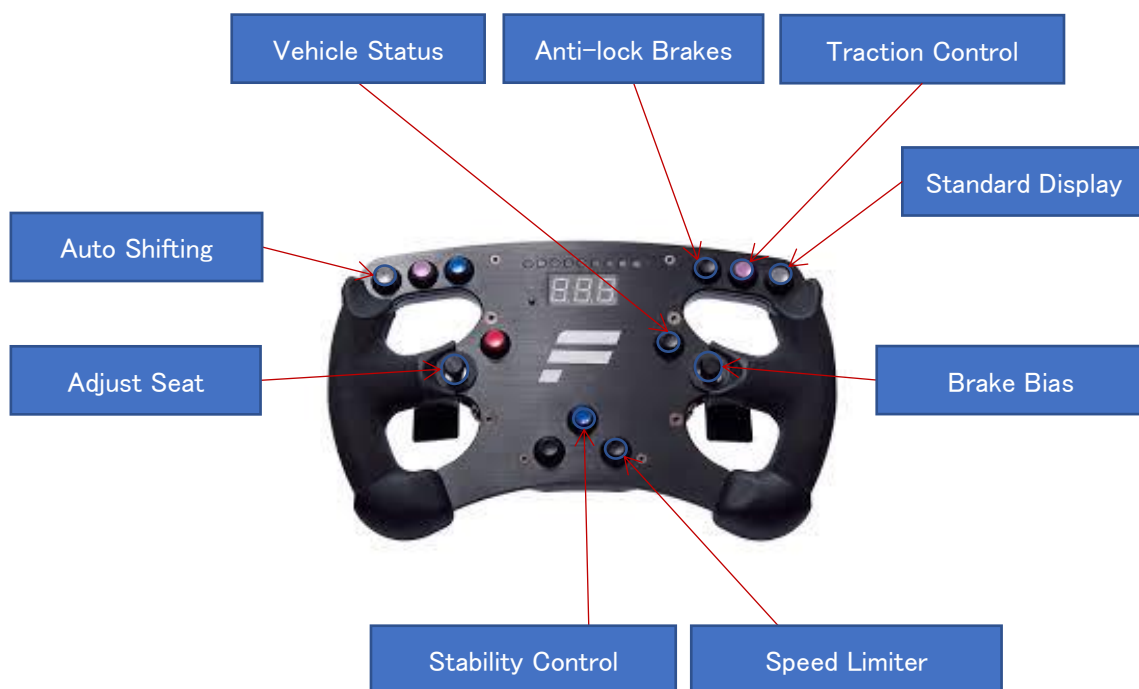 Vehicle Status
Anti-lock Brakes
Traction Control
Standard Display
Auto Shifting
Adjust Seat
Brake Bias
Stability Control
Speed Limiter